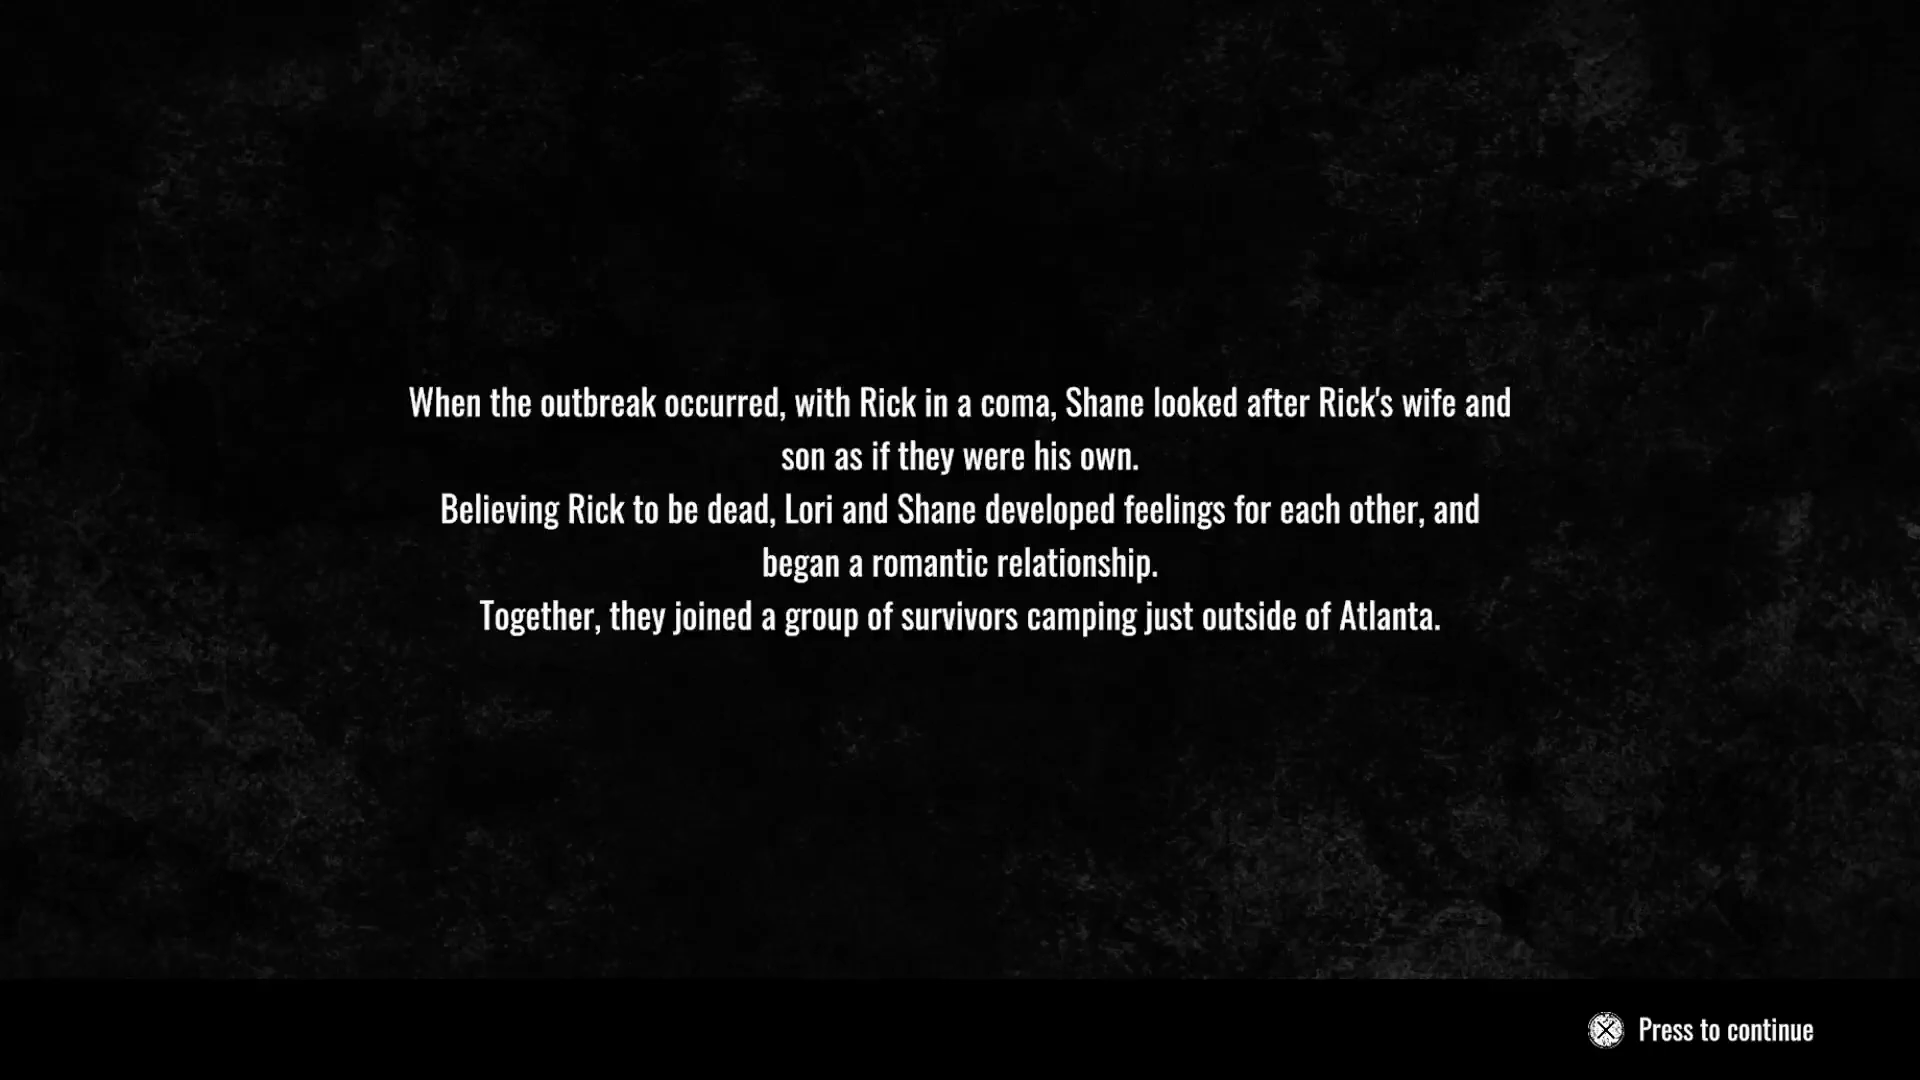 When the outbreak occurred, with Rick in a coma, Shane looked after Rick's wife and
son as if they were his own.
Believing Rick to be dead, Lori and Shane developed feelings for each other, and
began a romantic relationship.
Together, they joined a group of survivors camping just outside of Atlanta.
Press to continue